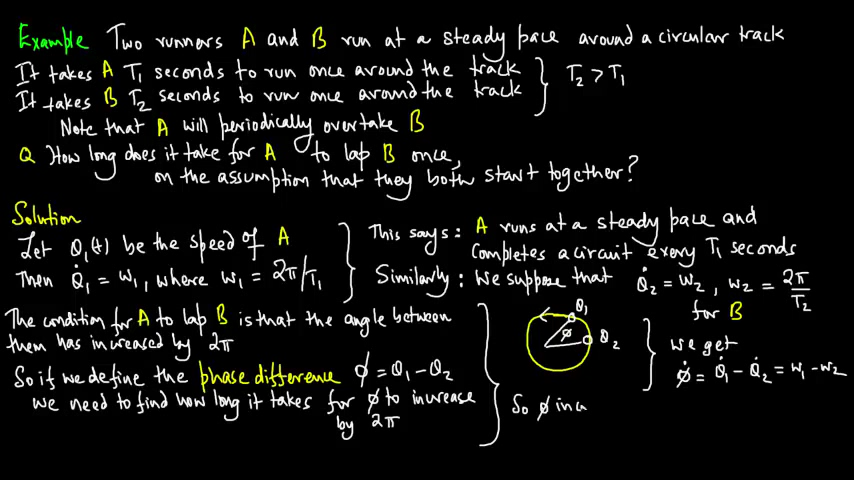 Example Two runners A and B run at a steady pace around a circular track
It takes A T1 seconds to run once around the track
It takes B T2 seconds to run once around the track
T2 > T1
Note that A will periodically overtake B
Q How long does it take for A to lap B once,
on the assumption that they both start together?
Solution
Let θ1(t) be the speed of A
Then θ̇1 = ω1, where ω1 = 2π/T1
This says: A runs at a steady pace and
completes a circuit every T1 seconds
Similarly: We suppose that θ̇2 = ω2, ω2 = 2π/T2
for B
The condition for A to lap B is that the angle between
them has increased by 2π
So if we define the phase difference ϕ = θ1 - θ2
we need to find how long it takes for ϕ to increase
by 2π
θ1
ϕ
θ2
We get
ϕ̇ = θ̇1 - θ̇2 = ω1 - ω2
So ϕ inc